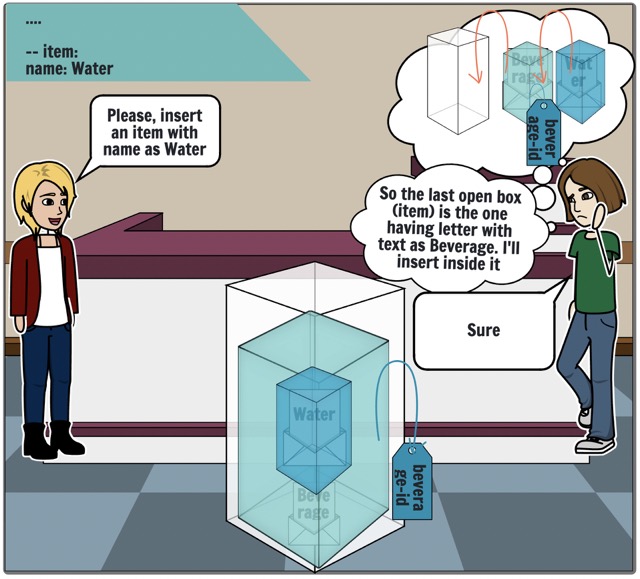 ....
-- item:
name: Water
Please, insert
an item with
name as Water
Beve
rage
Wat
er
bever
age-id
So the last open box
(item) is the one
having letter with
text as Beverage. I'll
insert inside it
Sure
Water
Beve
rage
bevera
ge-id